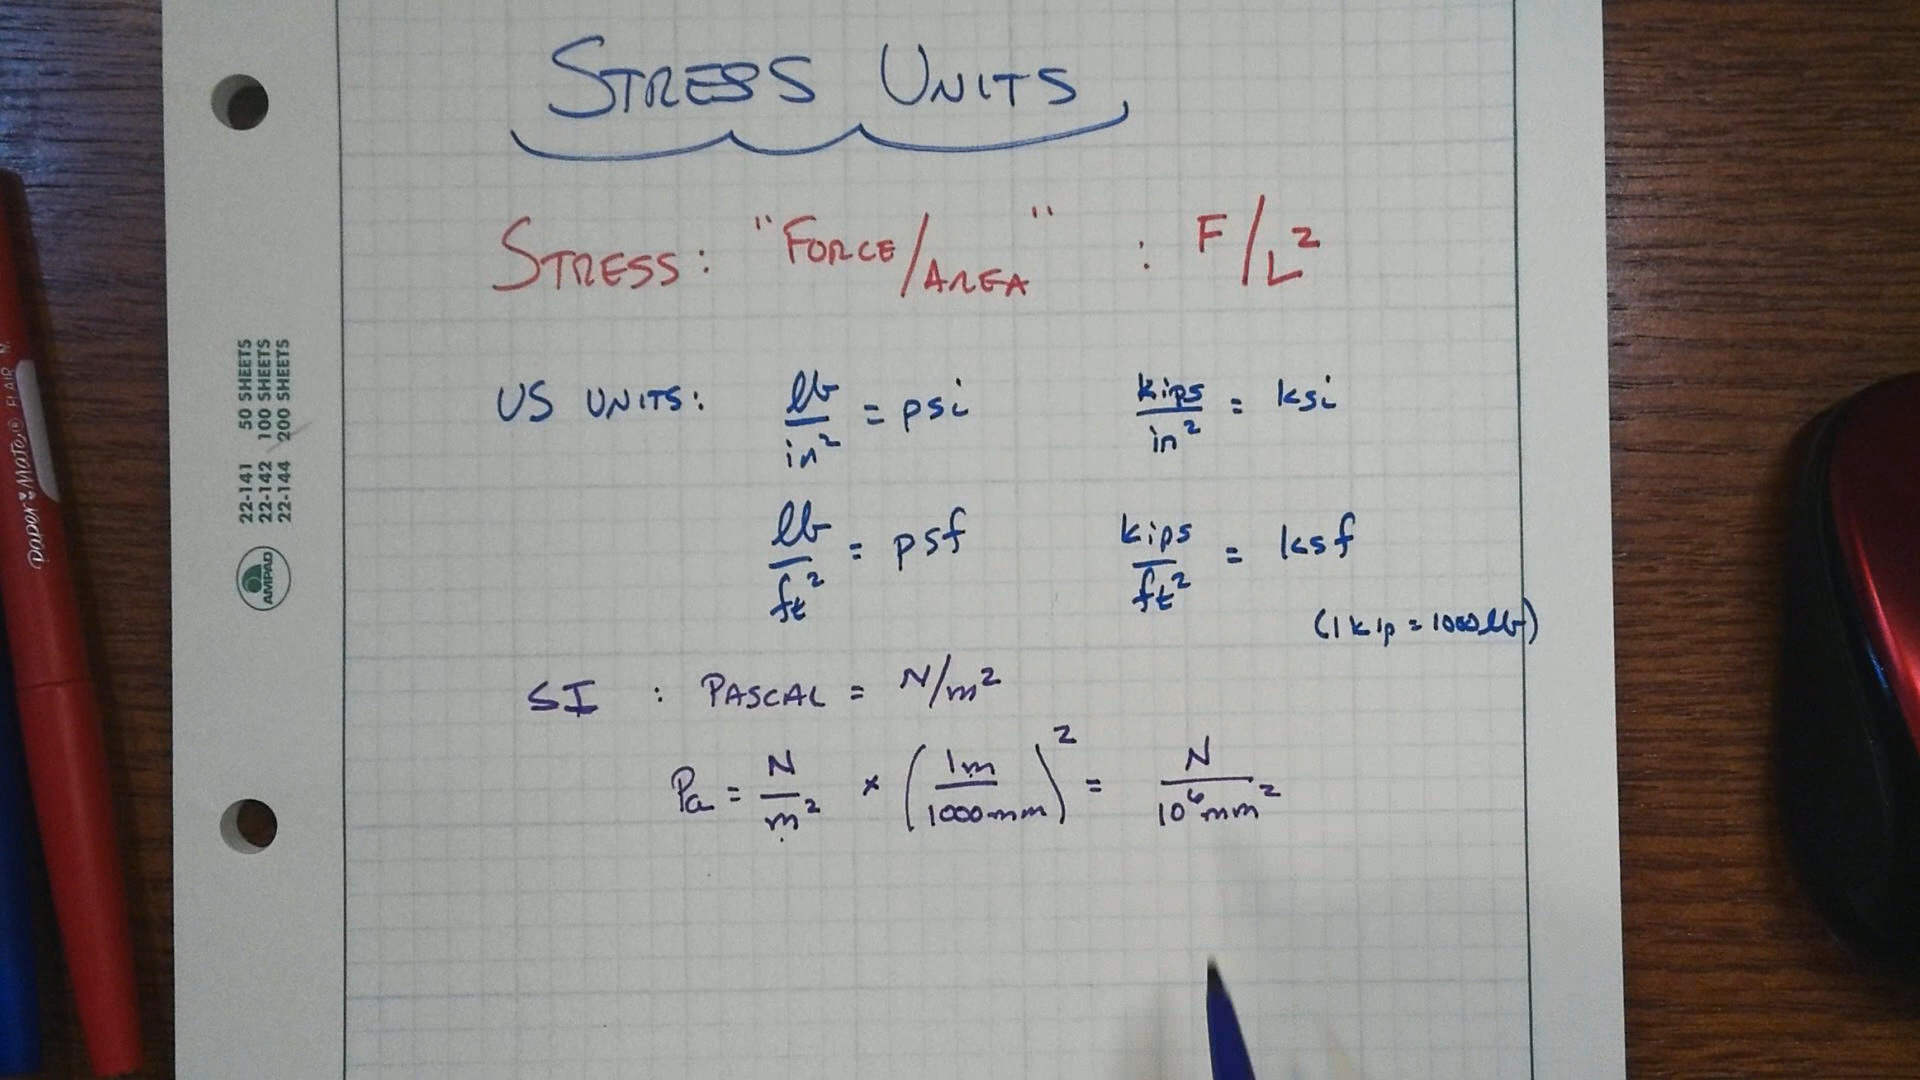 STRESS UNITS
STRESS: "FORCE/AREA" : F/L²
US UNITS: lb/in² = psi kips/in² = ksi
lb/ft² = psf kips/ft² = ksf
(1 kip = 1000 lb)
SI : PASCAL = N/m²
Pa = N/m² × (1m/1000mm)² = N/10⁶mm²
22-141 50 SHEETS
22-142 100 SHEETS
22-144 200 SHEETS
AMPAD
Paper Mate® FLAIR M